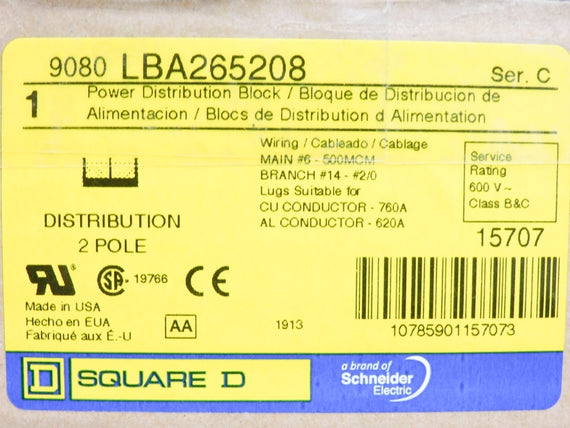 9080 LBA265208
Ser. C
1
Power Distribution Block / Bloque de Distribucion de
Alimentacion / Blocs de Distribution d Alimentation
DISTRIBUTION
2 POLE
Wiring / Cableado / Cablage
MAIN #6 - 500MCM
BRANCH #14 - #2/0
Lugs Suitable for
CU CONDUCTOR - 760A
AL CONDUCTOR - 620A
Service
Rating
600 V ~
Class B&C
15707
RU ®
SA ® 19766
CE
Made in USA
Hecho en EUA
Fabriqué aux É.-U
AA
1913
10785901157073
D SQUARE D
a brand of
Schneider
Electric